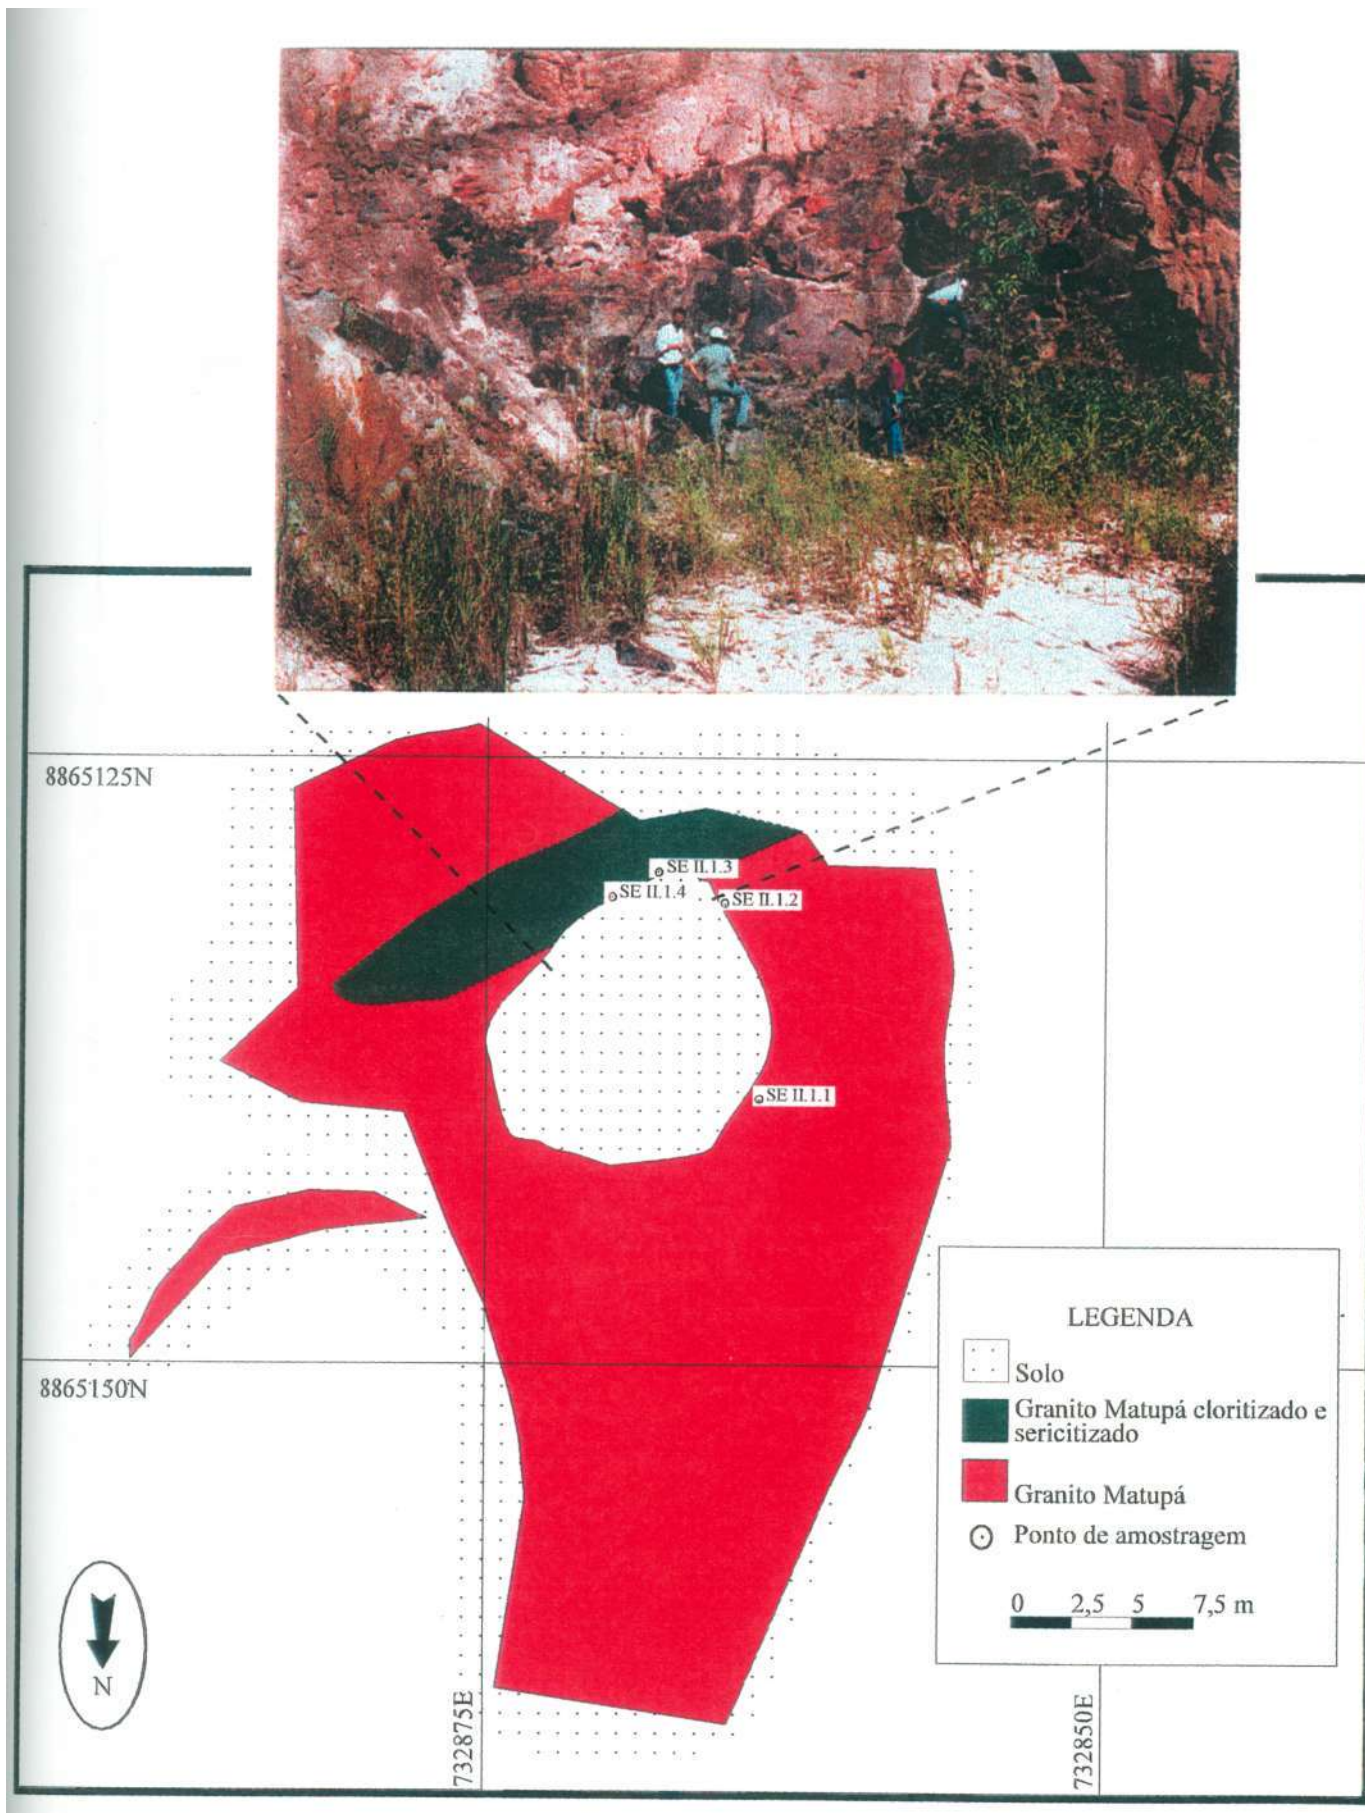 8865125N
SE II.1.3
SE II.1.4
SE II.1.2
SE II.1.1
8865150N
LEGENDA
Solo
Granito Matupá cloritizado e
sericitizado
Granito Matupá
Ponto de amostragem
0 2,5 5 7,5 m
N
732875E
732850E